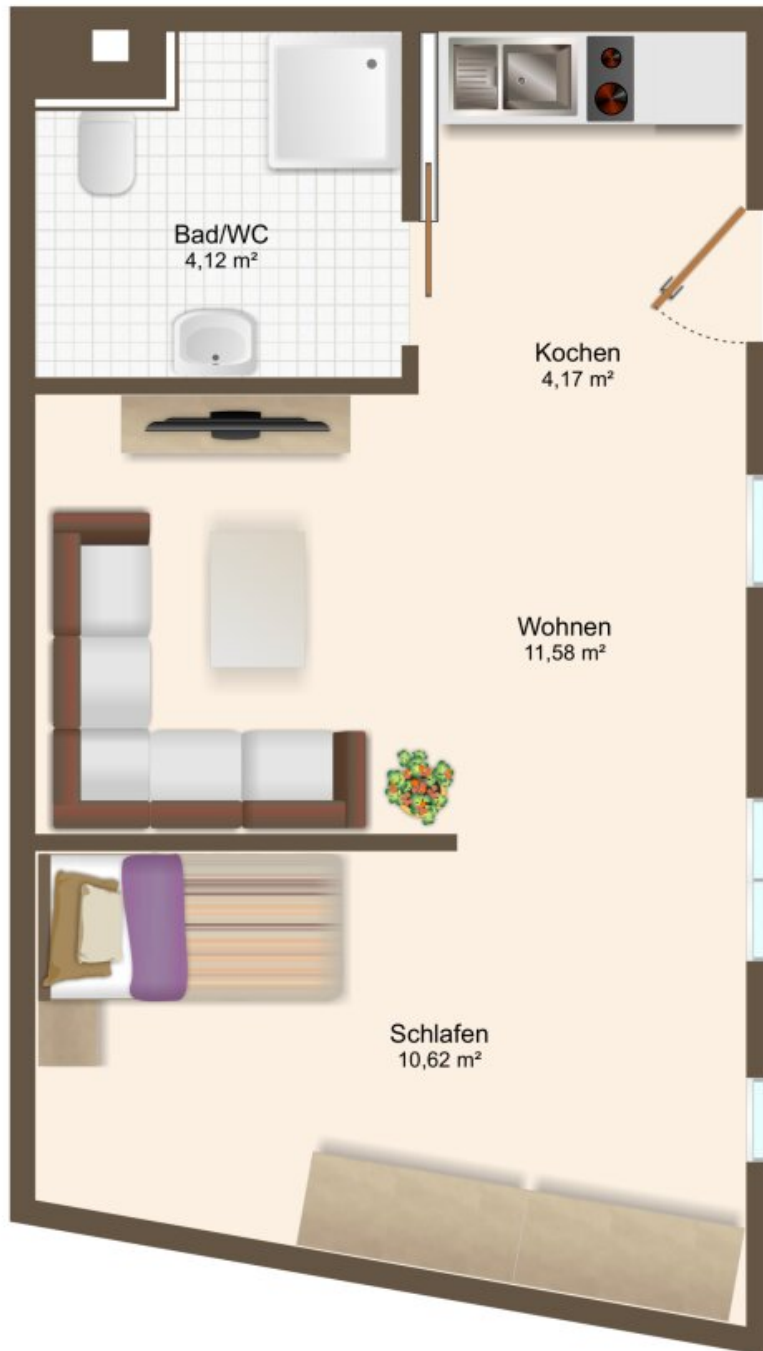 Bad/WC
4,12 m²
Kochen
4,17 m²
Wohnen
11,58 m²
Schlafen
10,62 m²